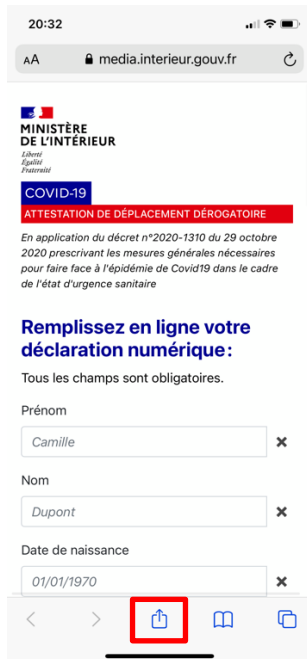 20:32
AA media.interieur.gouv.fr
MINISTÈRE
DE L'INTÉRIEUR
Liberté
Égalité
Fraternité
COVID-19
ATTESTATION DE DÉPLACEMENT DÉROGATOIRE
En application du décret n°2020-1310 du 29 octobre
2020 prescrivant les mesures générales nécessaires
pour faire face à l'épidémie de Covid19 dans le cadre
de l'état d'urgence sanitaire
Remplissez en ligne votre
déclaration numérique:
Tous les champs sont obligatoires.
Prénom
Camille
Nom
Dupont
Date de naissance
01/01/1970